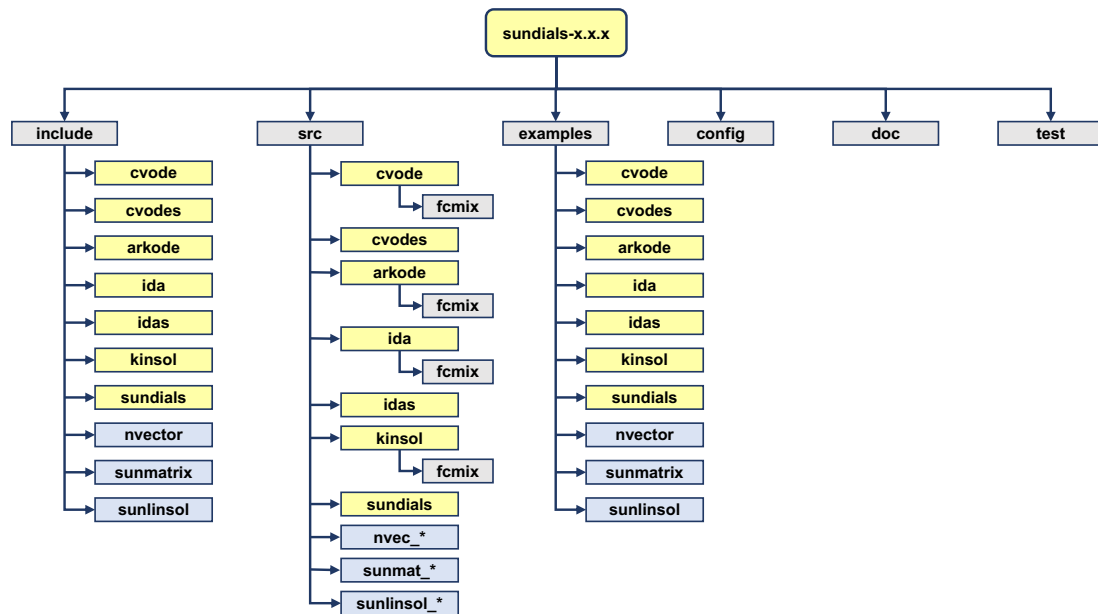 sundials-x.x.x
include
src
examples
config
doc
test
cvode
cvodes
arkode
ida
idas
kinsol
sundials
nvector
sunmatrix
sunlinsol
cvode
fcmix
cvodes
arkode
fcmix
ida
fcmix
idas
kinsol
fcmix
sundials
nvec_*
sunmat_*
sunlinsol_*
cvode
cvodes
arkode
ida
idas
kinsol
sundials
nvector
sunmatrix
sunlinsol